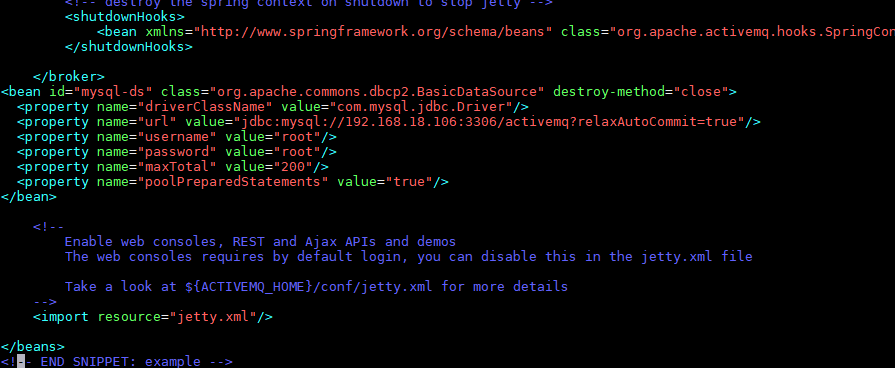 <!-- destroy the spring context on shutdown to stop jetty -->
<shutdownHooks>
<bean xmlns="http://www.springframework.org/schema/beans" class="org.apache.activemq.hooks.SpringCon
</shutdownHooks>
</broker>
<bean id="mysql-ds" class="org.apache.commons.dbcp2.BasicDataSource" destroy-method="close">
<property name="driverClassName" value="com.mysql.jdbc.Driver"/>
<property name="url" value="jdbc:mysql://192.168.18.106:3306/activemq?relaxAutoCommit=true"/>
<property name="username" value="root"/>
<property name="password" value="root"/>
<property name="maxTotal" value="200"/>
<property name="poolPreparedStatements" value="true"/>
</bean>
<!--
Enable web consoles, REST and Ajax APIs and demos
The web consoles requires by default login, you can disable this in the jetty.xml file
Take a look at ${ACTIVEMQ_HOME}/conf/jetty.xml for more details
-->
<import resource="jetty.xml"/>
</beans>
<!-- END SNIPPET: example -->